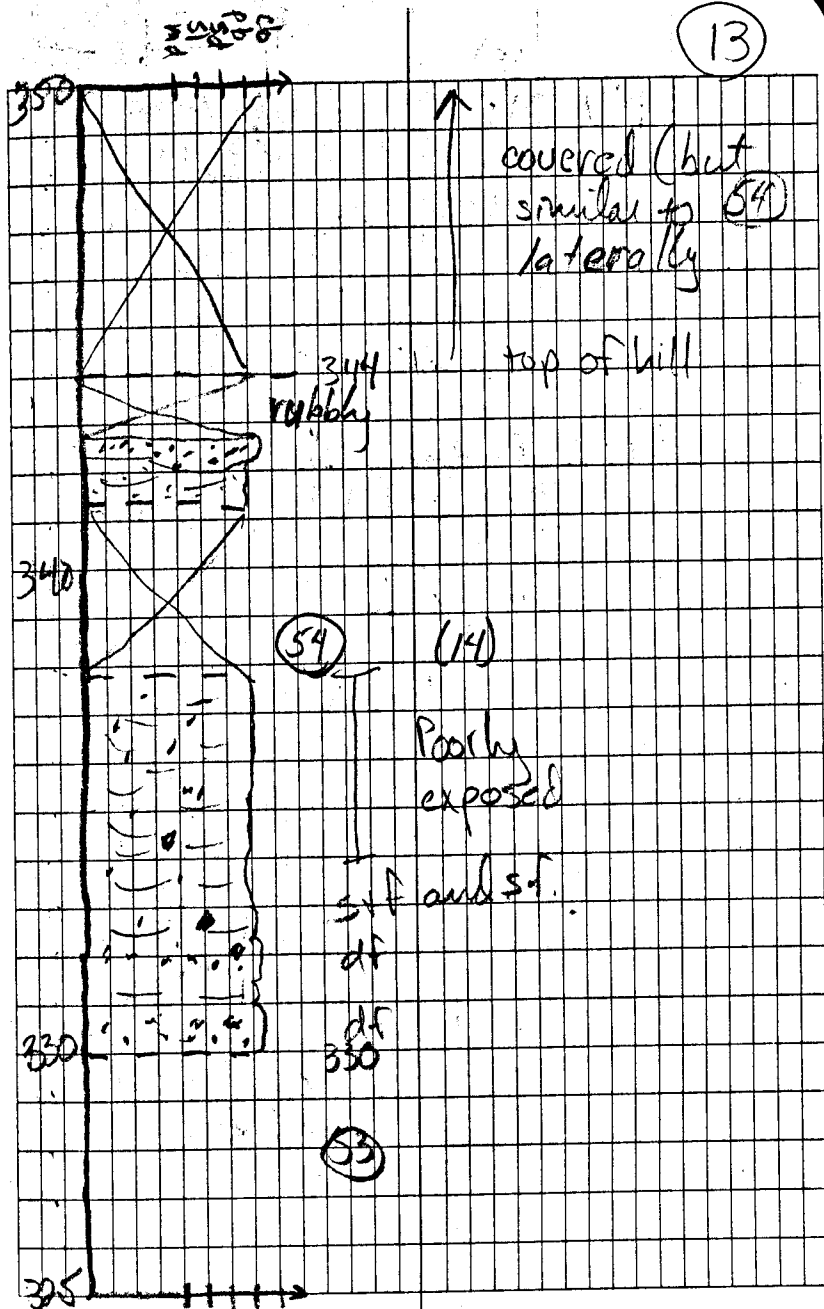 13
350
covered (but
similar to 54
laterally
344
top of hill
rubbly
340
54 (14)
Poorly
exposed
and sf.
df
df
330
330
53
325